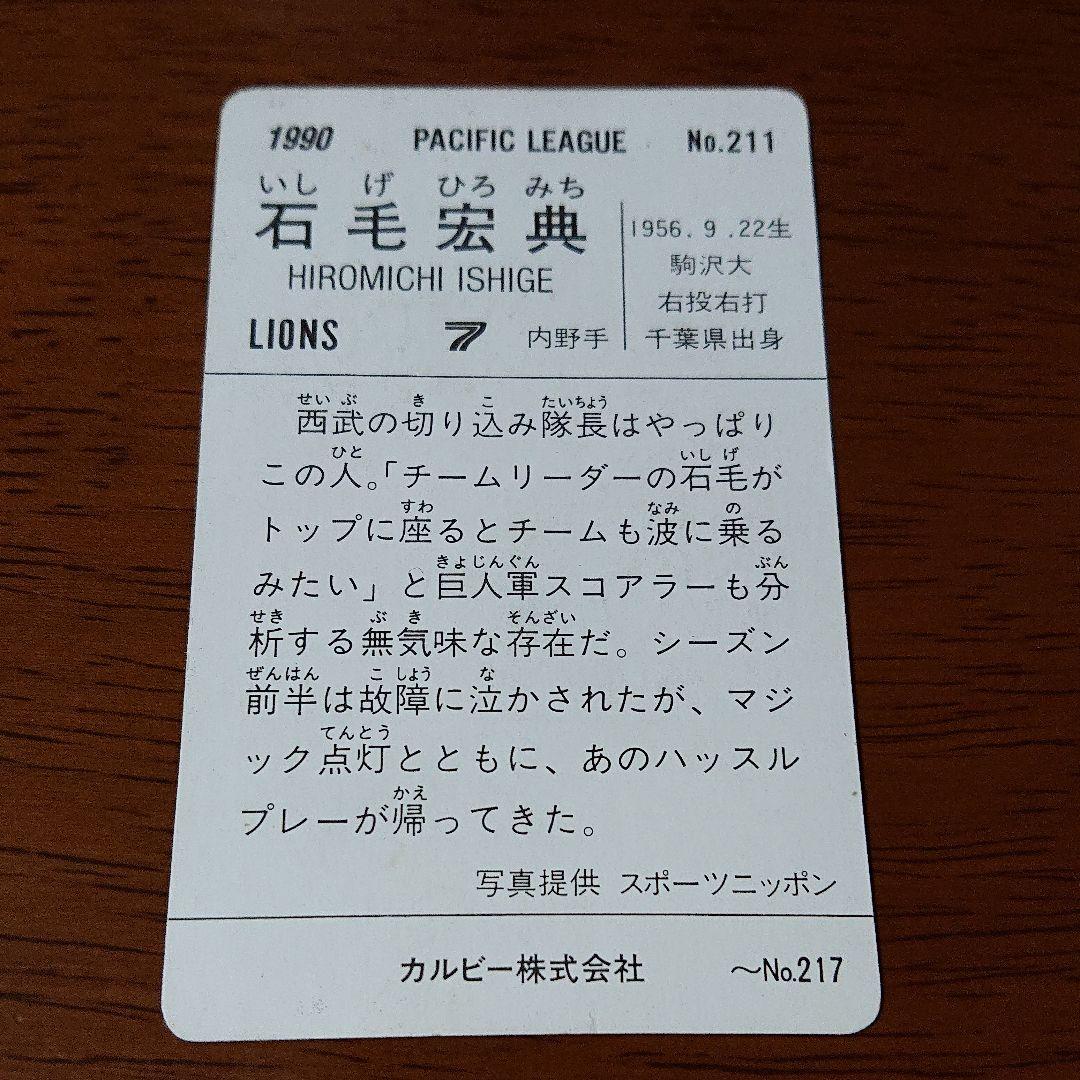 1990 PACIFIC LEAGUE No.211
いし げ ひろ みち
石毛宏典
HIROMICHI ISHIGE
LIONS 7 内野手
1956.9.22生
駒沢大
右投右打
千葉県出身
せいぶ き こ たいちょう
西武の切り込み隊長はやっぱり
ひと いし げ
この人。「チームリーダーの石毛が
すわ なみ の
トップに座るとチームも波に乗る
きょじんぐん ぶん
みたい」と巨人軍スコアラーも分
せき ぶ き そんざい
析する無気味な存在だ。シーズン
ぜんはん こ しょう な
前半は故障に泣かされたが、マジ
てんとう
ック点灯とともに、あのハッスル
かえ
プレーが帰ってきた。
写真提供 スポーツニッポン
カルビー株式会社 〜No.217